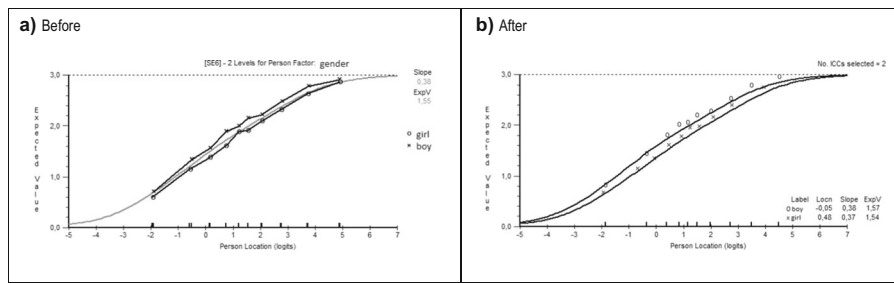 a) Before
[SE6] - 2 Levels for Person Factor: gender
Slope
0,38
ExpV
1,55
o girl
× boy
Expected Value
3,0
2,0
1,0
0,0
-5 -4 -3 -2 -1 0 1 2 3 4 5 6 7
Person Location (logits)
b) After
No. ICCs selected = 2
Expected Value
3,0
2,0
1,0
0,0
-5 -4 -3 -2 -1 0 1 2 3 4 5 6 7
Person Location (logits)
Label Locn Slope ExpV
O boy -0,05 0,38 1,57
× girl 0,48 0,37 1,54